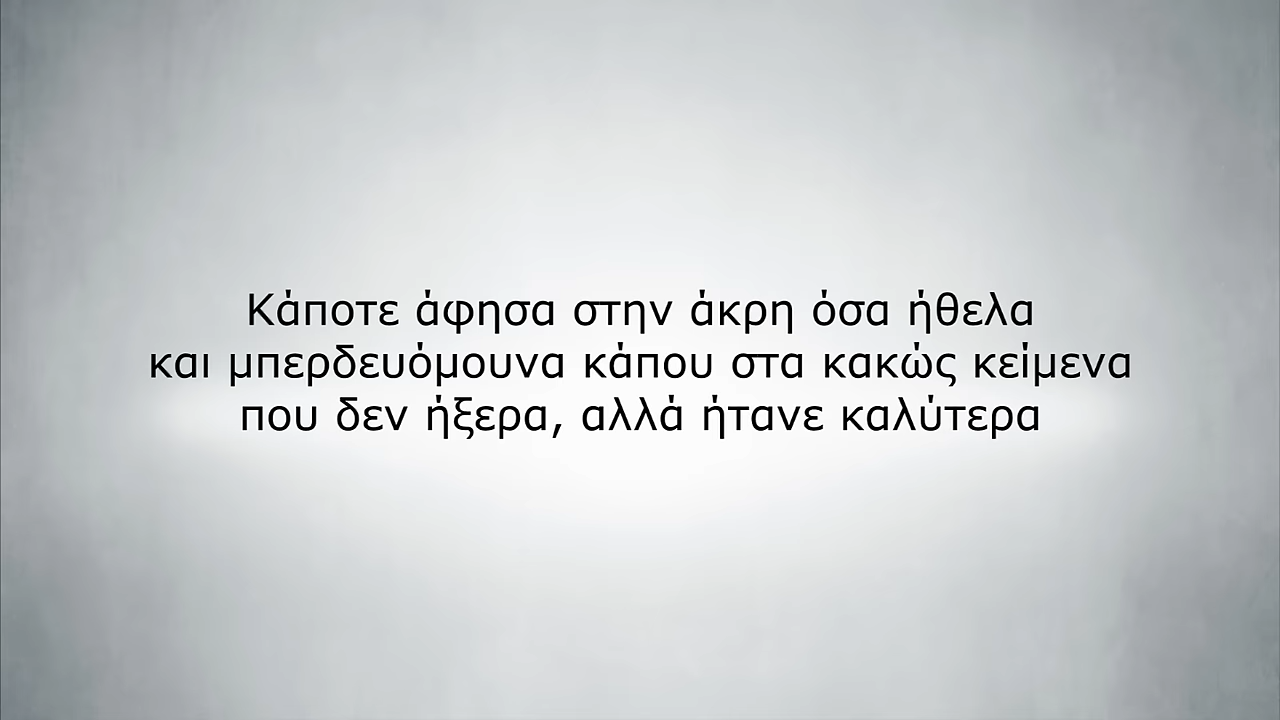 Κάποτε άφησα στην άκρη όσα ήθελα
και μπερδευόμουνα κάπου στα κακώς κείμενα
που δεν ήξερα, αλλά ήτανε καλύτερα